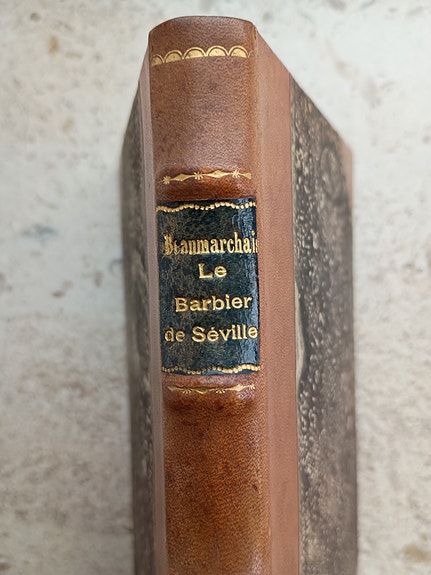 Beaumarchais
Le
Barbier
de Séville